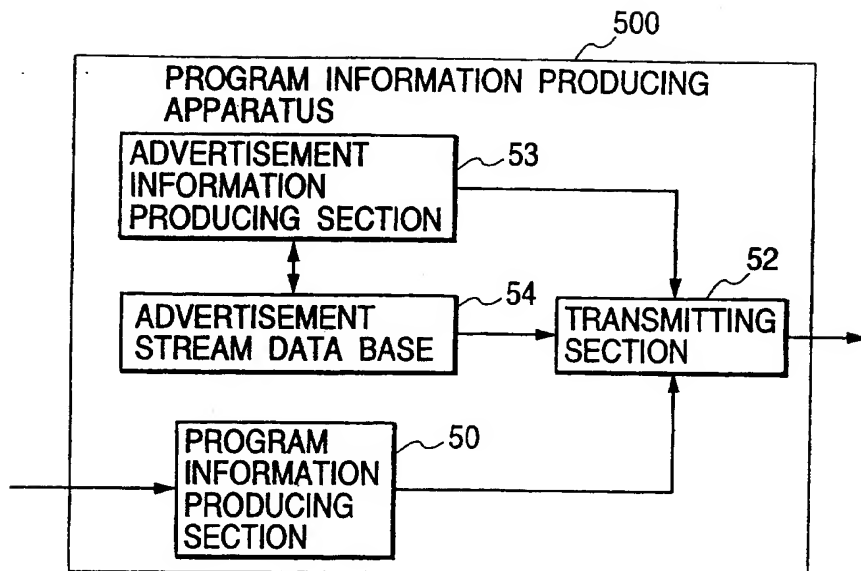 500
PROGRAM INFORMATION PRODUCING
APPARATUS
ADVERTISEMENT
INFORMATION
PRODUCING SECTION
53
ADVERTISEMENT
STREAM DATA BASE
54
TRANSMITTING
SECTION
52
PROGRAM
INFORMATION
PRODUCING
SECTION
50